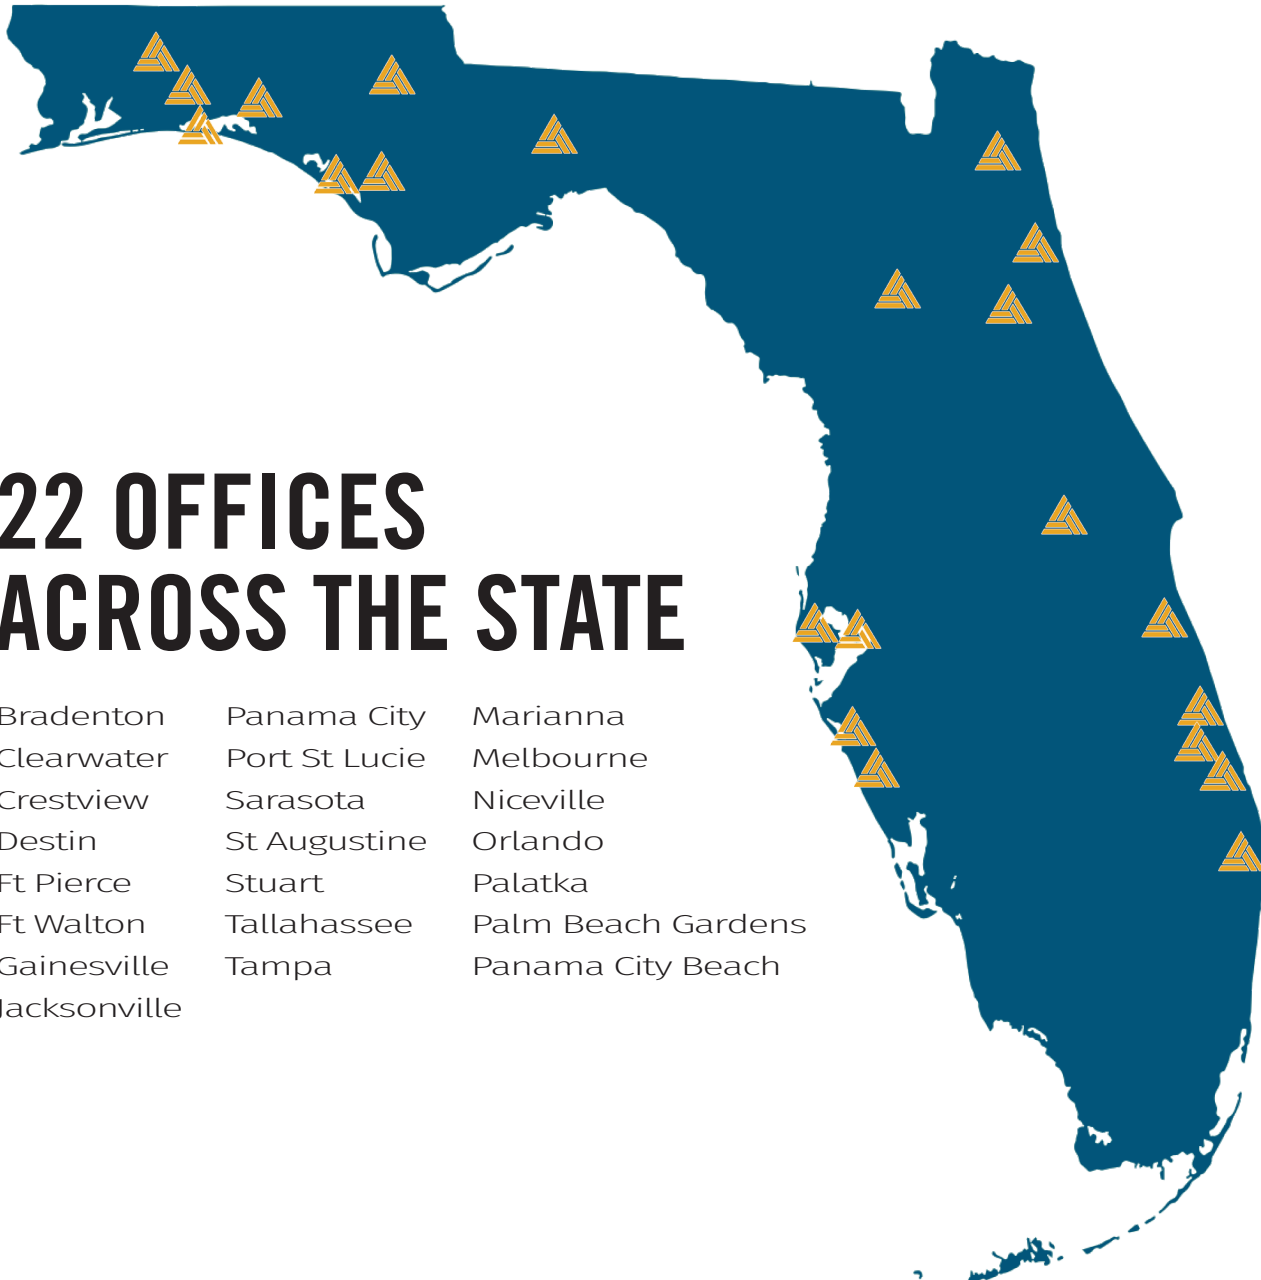 22 OFFICES
ACROSS THE STATE
Bradenton
Clearwater
Crestview
Destin
Ft Pierce
Ft Walton
Gainesville
Jacksonville
Panama City
Port St Lucie
Sarasota
St Augustine
Stuart
Tallahassee
Tampa
Marianna
Melbourne
Niceville
Orlando
Palatka
Palm Beach Gardens
Panama City Beach